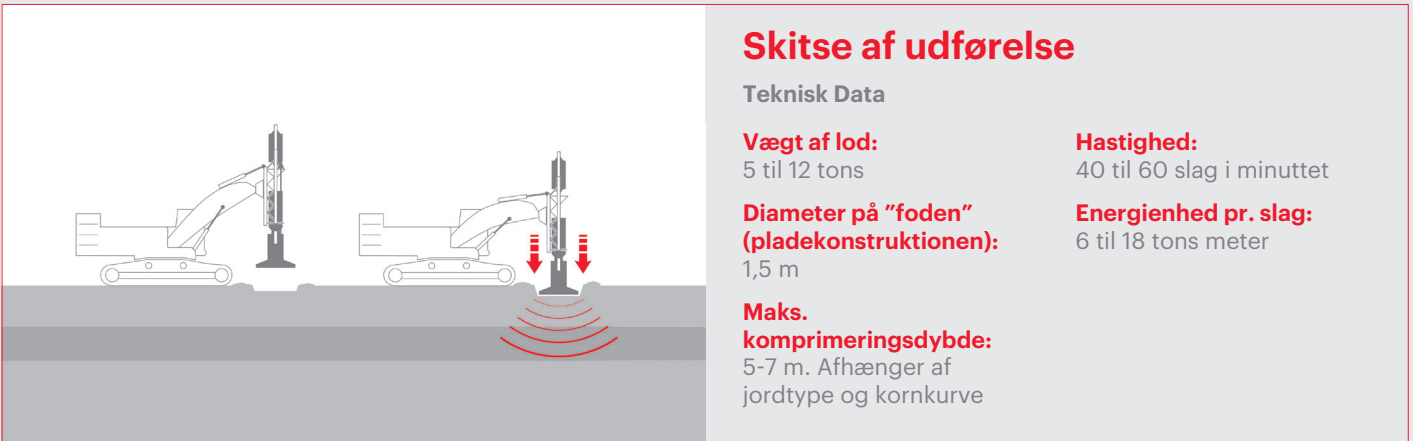 Skitse af udførelse
Teknisk Data
Vægt af lod:
5 til 12 tons
Diameter på ”foden”
(pladekonstruktionen):
1,5 m
Maks.
komprimeringsdybde:
5-7 m. Afhænger af
jordtype og kornkurve
Hastighed:
40 til 60 slag i minuttet
Energienhed pr. slag:
6 til 18 tons meter